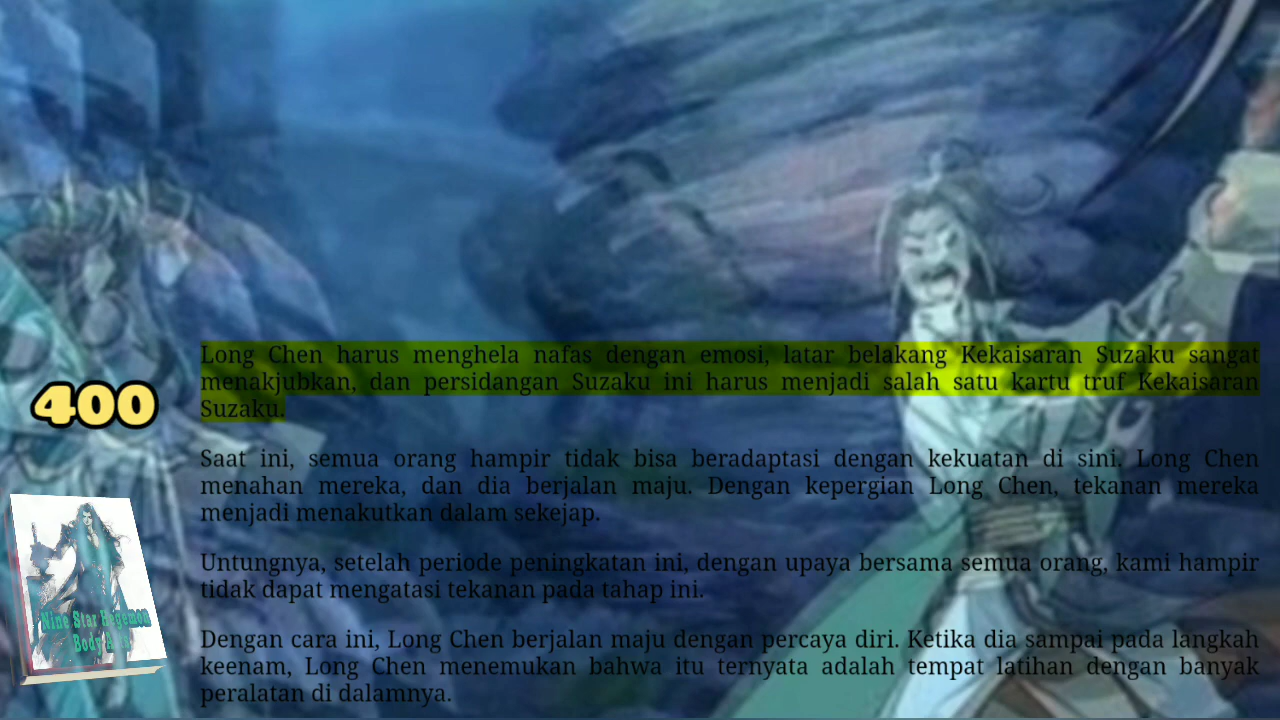 Long Chen harus menghela nafas dengan emosi, latar belakang Kekaisaran Suzaku sangat
menakjubkan, dan persidangan Suzaku ini harus menjadi salah satu kartu truf Kekaisaran
Suzaku.
400
Saat ini, semua orang hampir tidak bisa beradaptasi dengan kekuatan di sini. Long Chen
menahan mereka, dan dia berjalan maju. Dengan kepergian Long Chen, tekanan mereka
menjadi menakutkan dalam sekejap.
Untungnya, setelah periode peningkatan ini, dengan upaya bersama semua orang, kami hampir
tidak dapat mengatasi tekanan pada tahap ini.
Dengan cara ini, Long Chen berjalan maju dengan percaya diri. Ketika dia sampai pada langkah
keenam, Long Chen menemukan bahwa itu ternyata adalah tempat latihan dengan banyak
peralatan di dalamnya.
Nine Star Hegemon
Body